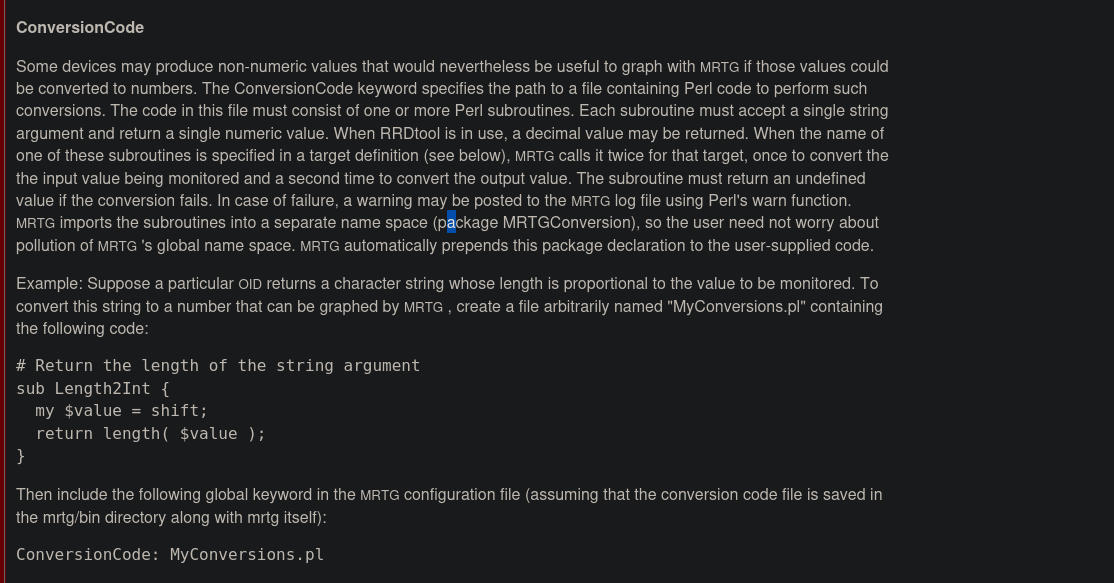 ConversionCode
Some devices may produce non-numeric values that would nevertheless be useful to graph with MRTG if those values could
be converted to numbers. The ConversionCode keyword specifies the path to a file containing Perl code to perform such
conversions. The code in this file must consist of one or more Perl subroutines. Each subroutine must accept a single string
argument and return a single numeric value. When RRDtool is in use, a decimal value may be returned. When the name of
one of these subroutines is specified in a target definition (see below), MRTG calls it twice for that target, once to convert the
the input value being monitored and a second time to convert the output value. The subroutine must return an undefined
value if the conversion fails. In case of failure, a warning may be posted to the MRTG log file using Perl's warn function.
MRTG imports the subroutines into a separate name space (package MRTGConversion), so the user need not worry about
pollution of MRTG 's global name space. MRTG automatically prepends this package declaration to the user-supplied code.
Example: Suppose a particular OID returns a character string whose length is proportional to the value to be monitored. To
convert this string to a number that can be graphed by MRTG , create a file arbitrarily named "MyConversions.pl" containing
the following code:
# Return the length of the string argument
sub Length2Int {
  my $value = shift;
  return length( $value );
}
Then include the following global keyword in the MRTG configuration file (assuming that the conversion code file is saved in
the mrtg/bin directory along with mrtg itself):
ConversionCode: MyConversions.pl